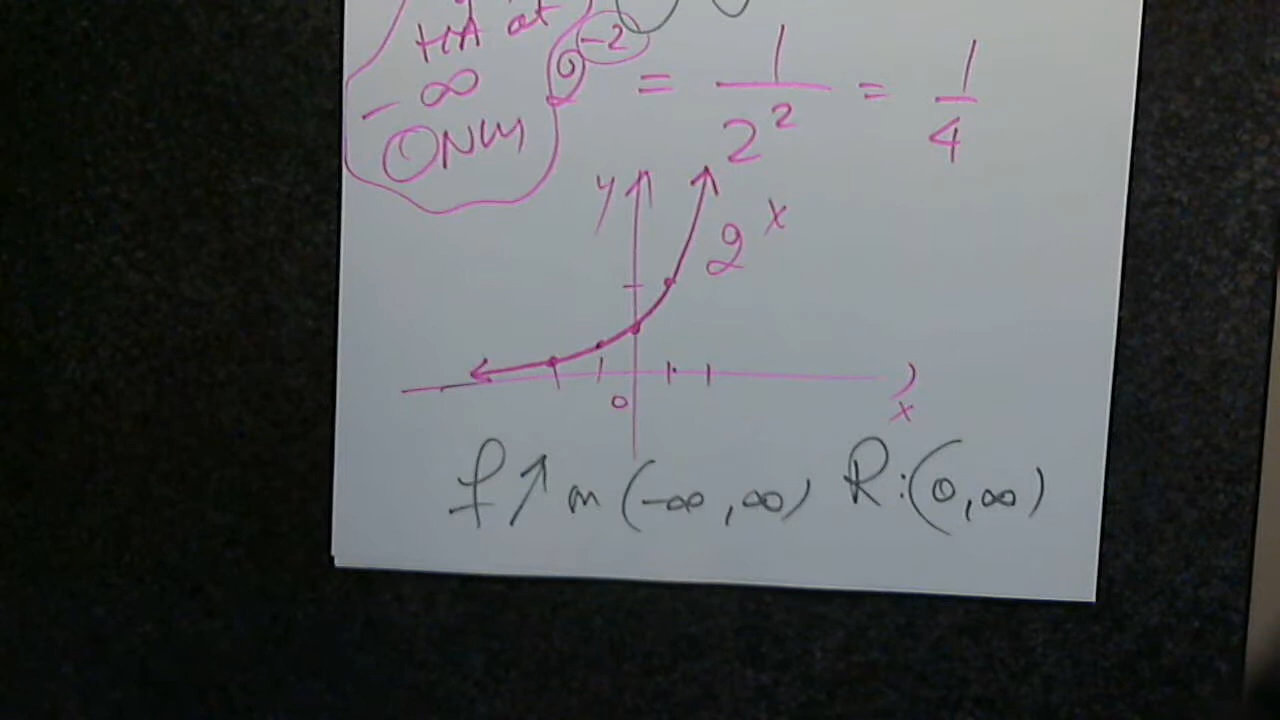 HA at
-∞
ONLY
2^-2 = 1/2^2 = 1/4
y
2^x
0
x
f↑ on (-∞,∞) R:(0,∞)